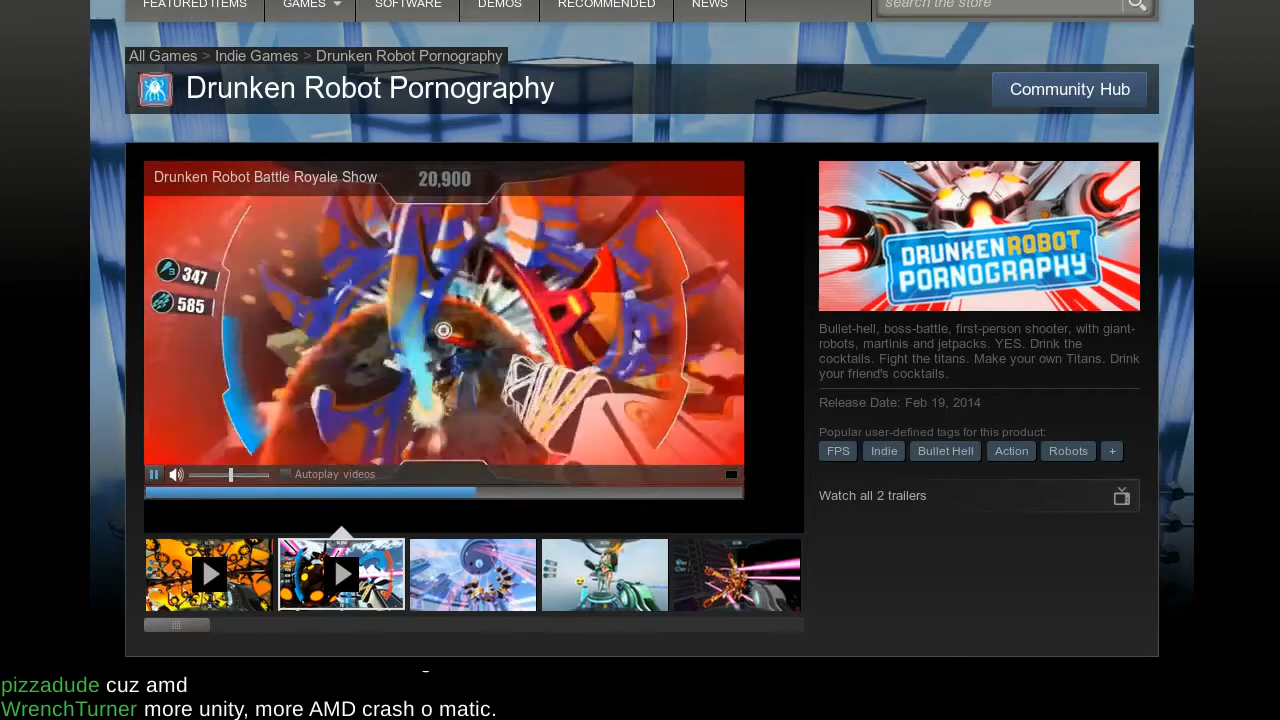 FEATURED ITEMS GAMES SOFTWARE DEMOS RECOMMENDED NEWS
search the store
All Games > Indie Games > Drunken Robot Pornography
Drunken Robot Pornography
Community Hub
Drunken Robot Battle Royale Show
20,900
347
585
Autoplay videos
DRUNKEN ROBOT
PORNOGRAPHY
Bullet-hell, boss-battle, first-person shooter, with giant-
robots, martinis and jetpacks. YES. Drink the
cocktails. Fight the titans. Make your own Titans. Drink
your friend's cocktails.
Release Date: Feb 19, 2014
Popular user-defined tags for this product:
FPS Indie Bullet Hell Action Robots +
Watch all 2 trailers
pizzadude cuz amd
WrenchTurner more unity, more AMD crash o matic.